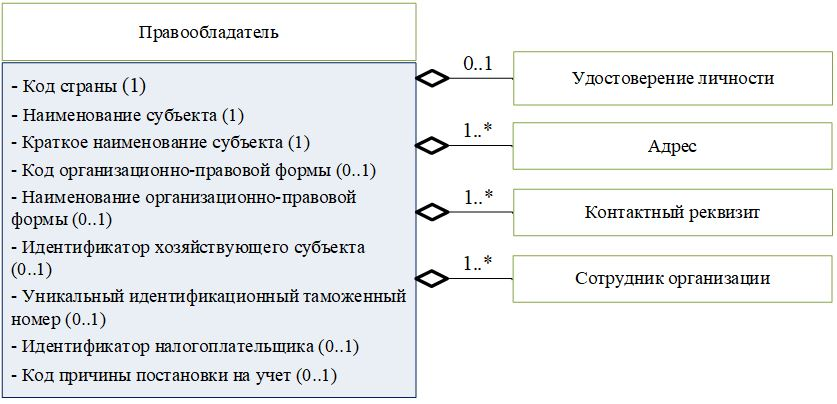 Правообладатель
- Код страны (1)
- Наименование субъекта (1)
- Краткое наименование субъекта (1)
- Код организационно-правовой формы (0..1)
- Наименование организационно-правовой
формы (0..1)
- Идентификатор хозяйствующего субъекта
(0..1)
- Уникальный идентификационный таможенный
номер (0..1)
- Идентификатор налогоплательщика (0..1)
- Код причины постановки на учет (0..1)
0..1
Удостоверение личности
1..*
Адрес
1..*
Контактный реквизит
1..*
Сотрудник организации